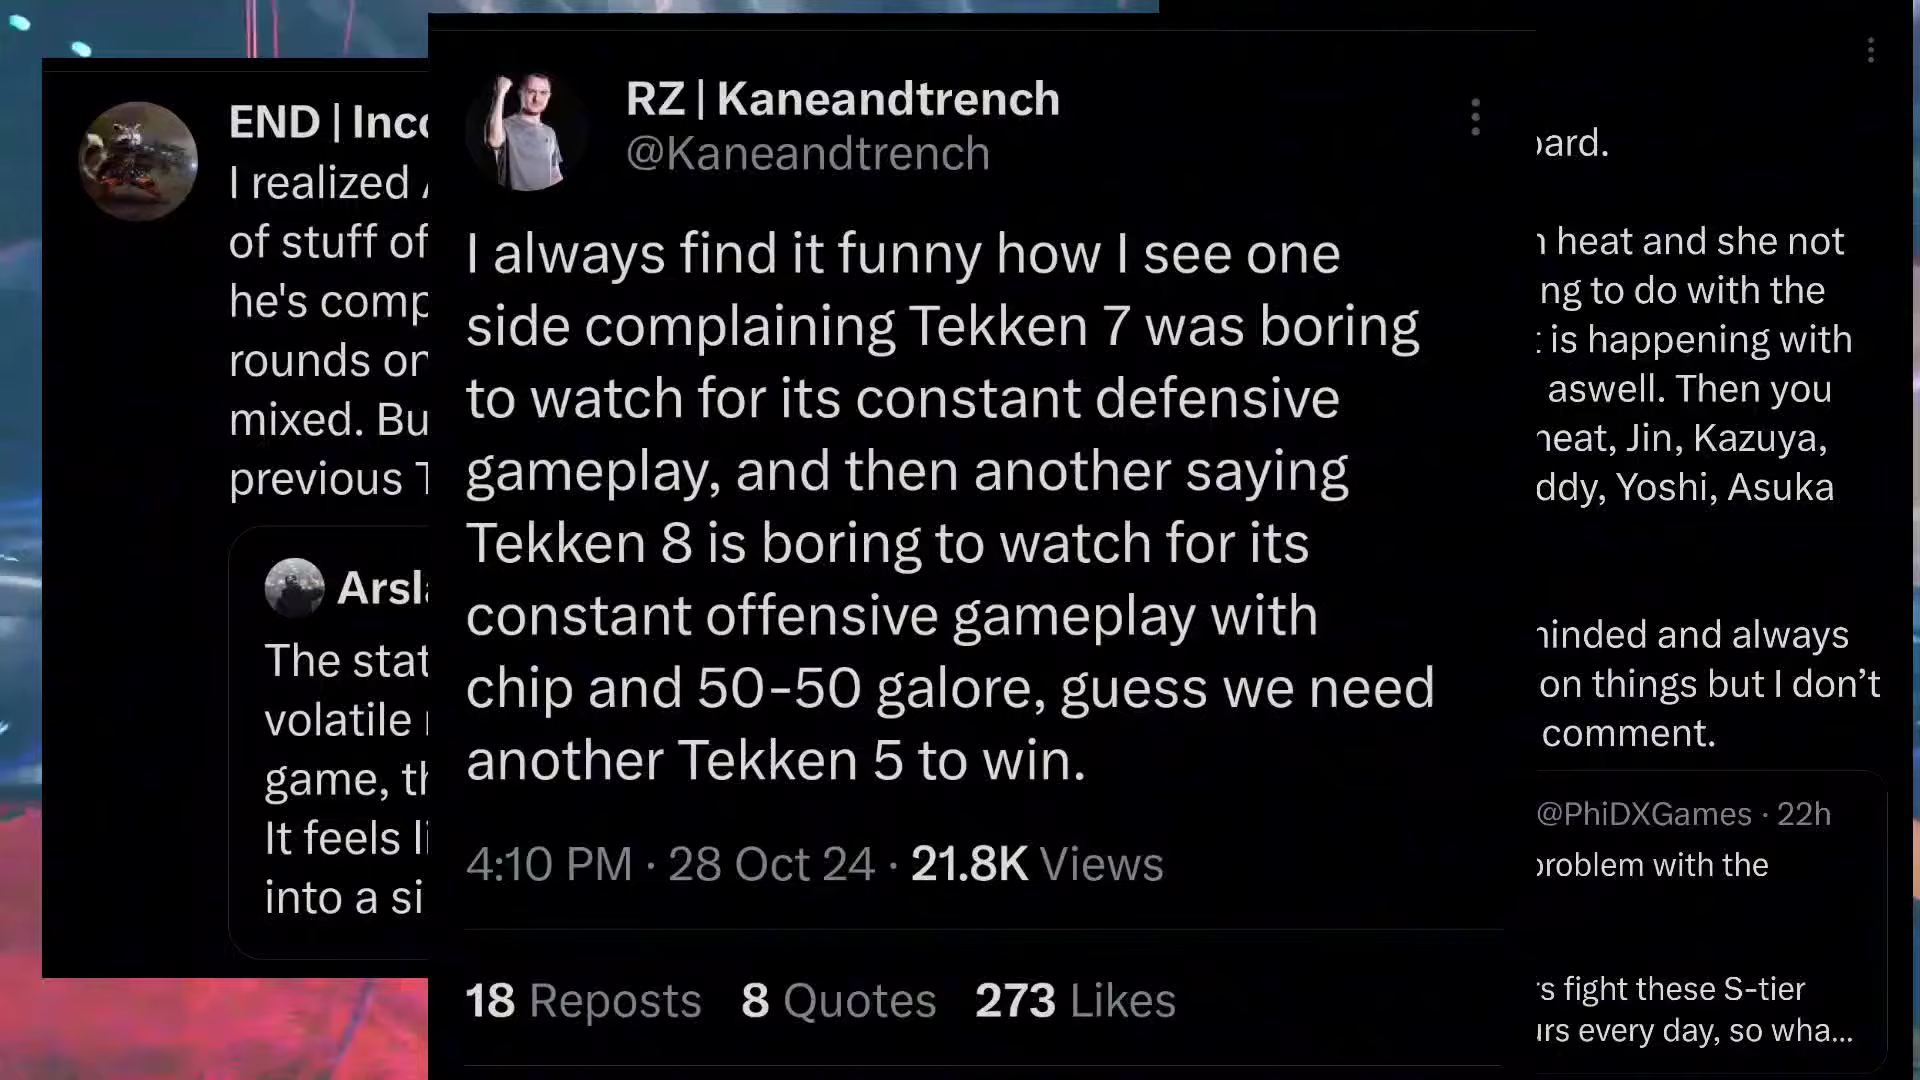 END | Inc
I realized
of stuff of
he's comp
rounds or
mixed. Bu
previous
Arsl
The stat
volatile
game, th
It feels li
into a si
RZ | Kaneandtrench
@Kaneandtrench
I always find it funny how I see one
side complaining Tekken 7 was boring
to watch for its constant defensive
gameplay, and then another saying
Tekken 8 is boring to watch for its
constant offensive gameplay with
chip and 50-50 galore, guess we need
another Tekken 5 to win.
4:10 PM · 28 Oct 24 · 21.8K Views
18 Reposts 8 Quotes 273 Likes
ard.
heat and she not
ng to do with the
is happening with
aswell. Then you
heat, Jin, Kazuya,
ddy, Yoshi, Asuka
minded and always
on things but I don't
comment.
@PhiDXGames · 22h
problem with the
s fight these S-tier
urs every day, so wha...